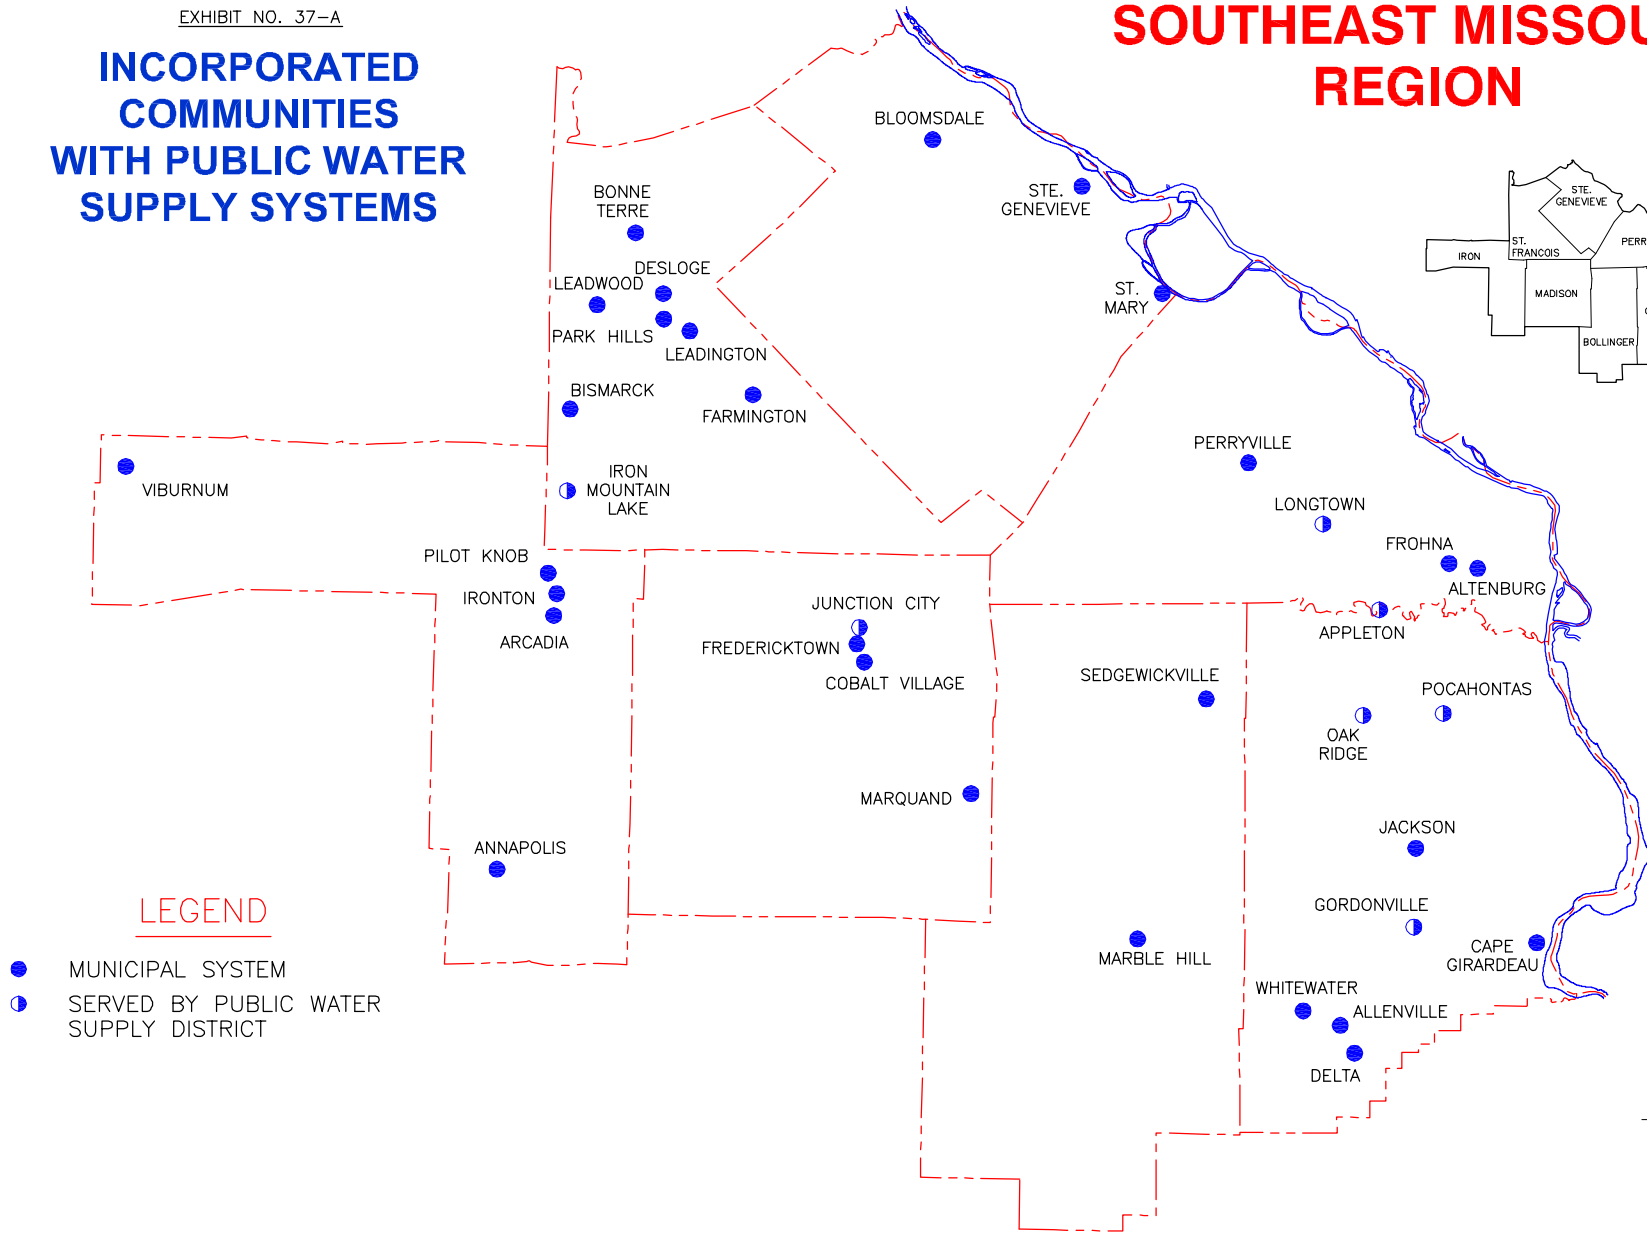 EXHIBIT NO. 37-A
INCORPORATED
COMMUNITIES
WITH PUBLIC WATER
SUPPLY SYSTEMS
SOUTHEAST MISSOU
REGION
BLOOMSDALE
STE.
GENEVIEVE
ST.
MARY
BONNE
TERRE
DESLOGE
LEADWOOD
PARK HILLS
LEADINGTON
BISMARCK
FARMINGTON
IRON
MOUNTAIN
LAKE
VIBURNUM
PILOT KNOB
IRONTON
ARCADIA
ANNAPOLIS
JUNCTION CITY
FREDERICKTOWN
COBALT VILLAGE
MARQUAND
PERRYVILLE
LONGTOWN
FROHNA
ALTENBURG
APPLETON
SEDGEWICKVILLE
POCAHONTAS
OAK
RIDGE
JACKSON
GORDONVILLE
CAPE
GIRARDEAU
MARBLE HILL
WHITEWATER
ALLENVILLE
DELTA
STE.
GENEVIEVE
ST.
FRANCOIS
PERR
IRON
MADISON
BOLLINGER
LEGEND
MUNICIPAL SYSTEM
SERVED BY PUBLIC WATER
SUPPLY DISTRICT